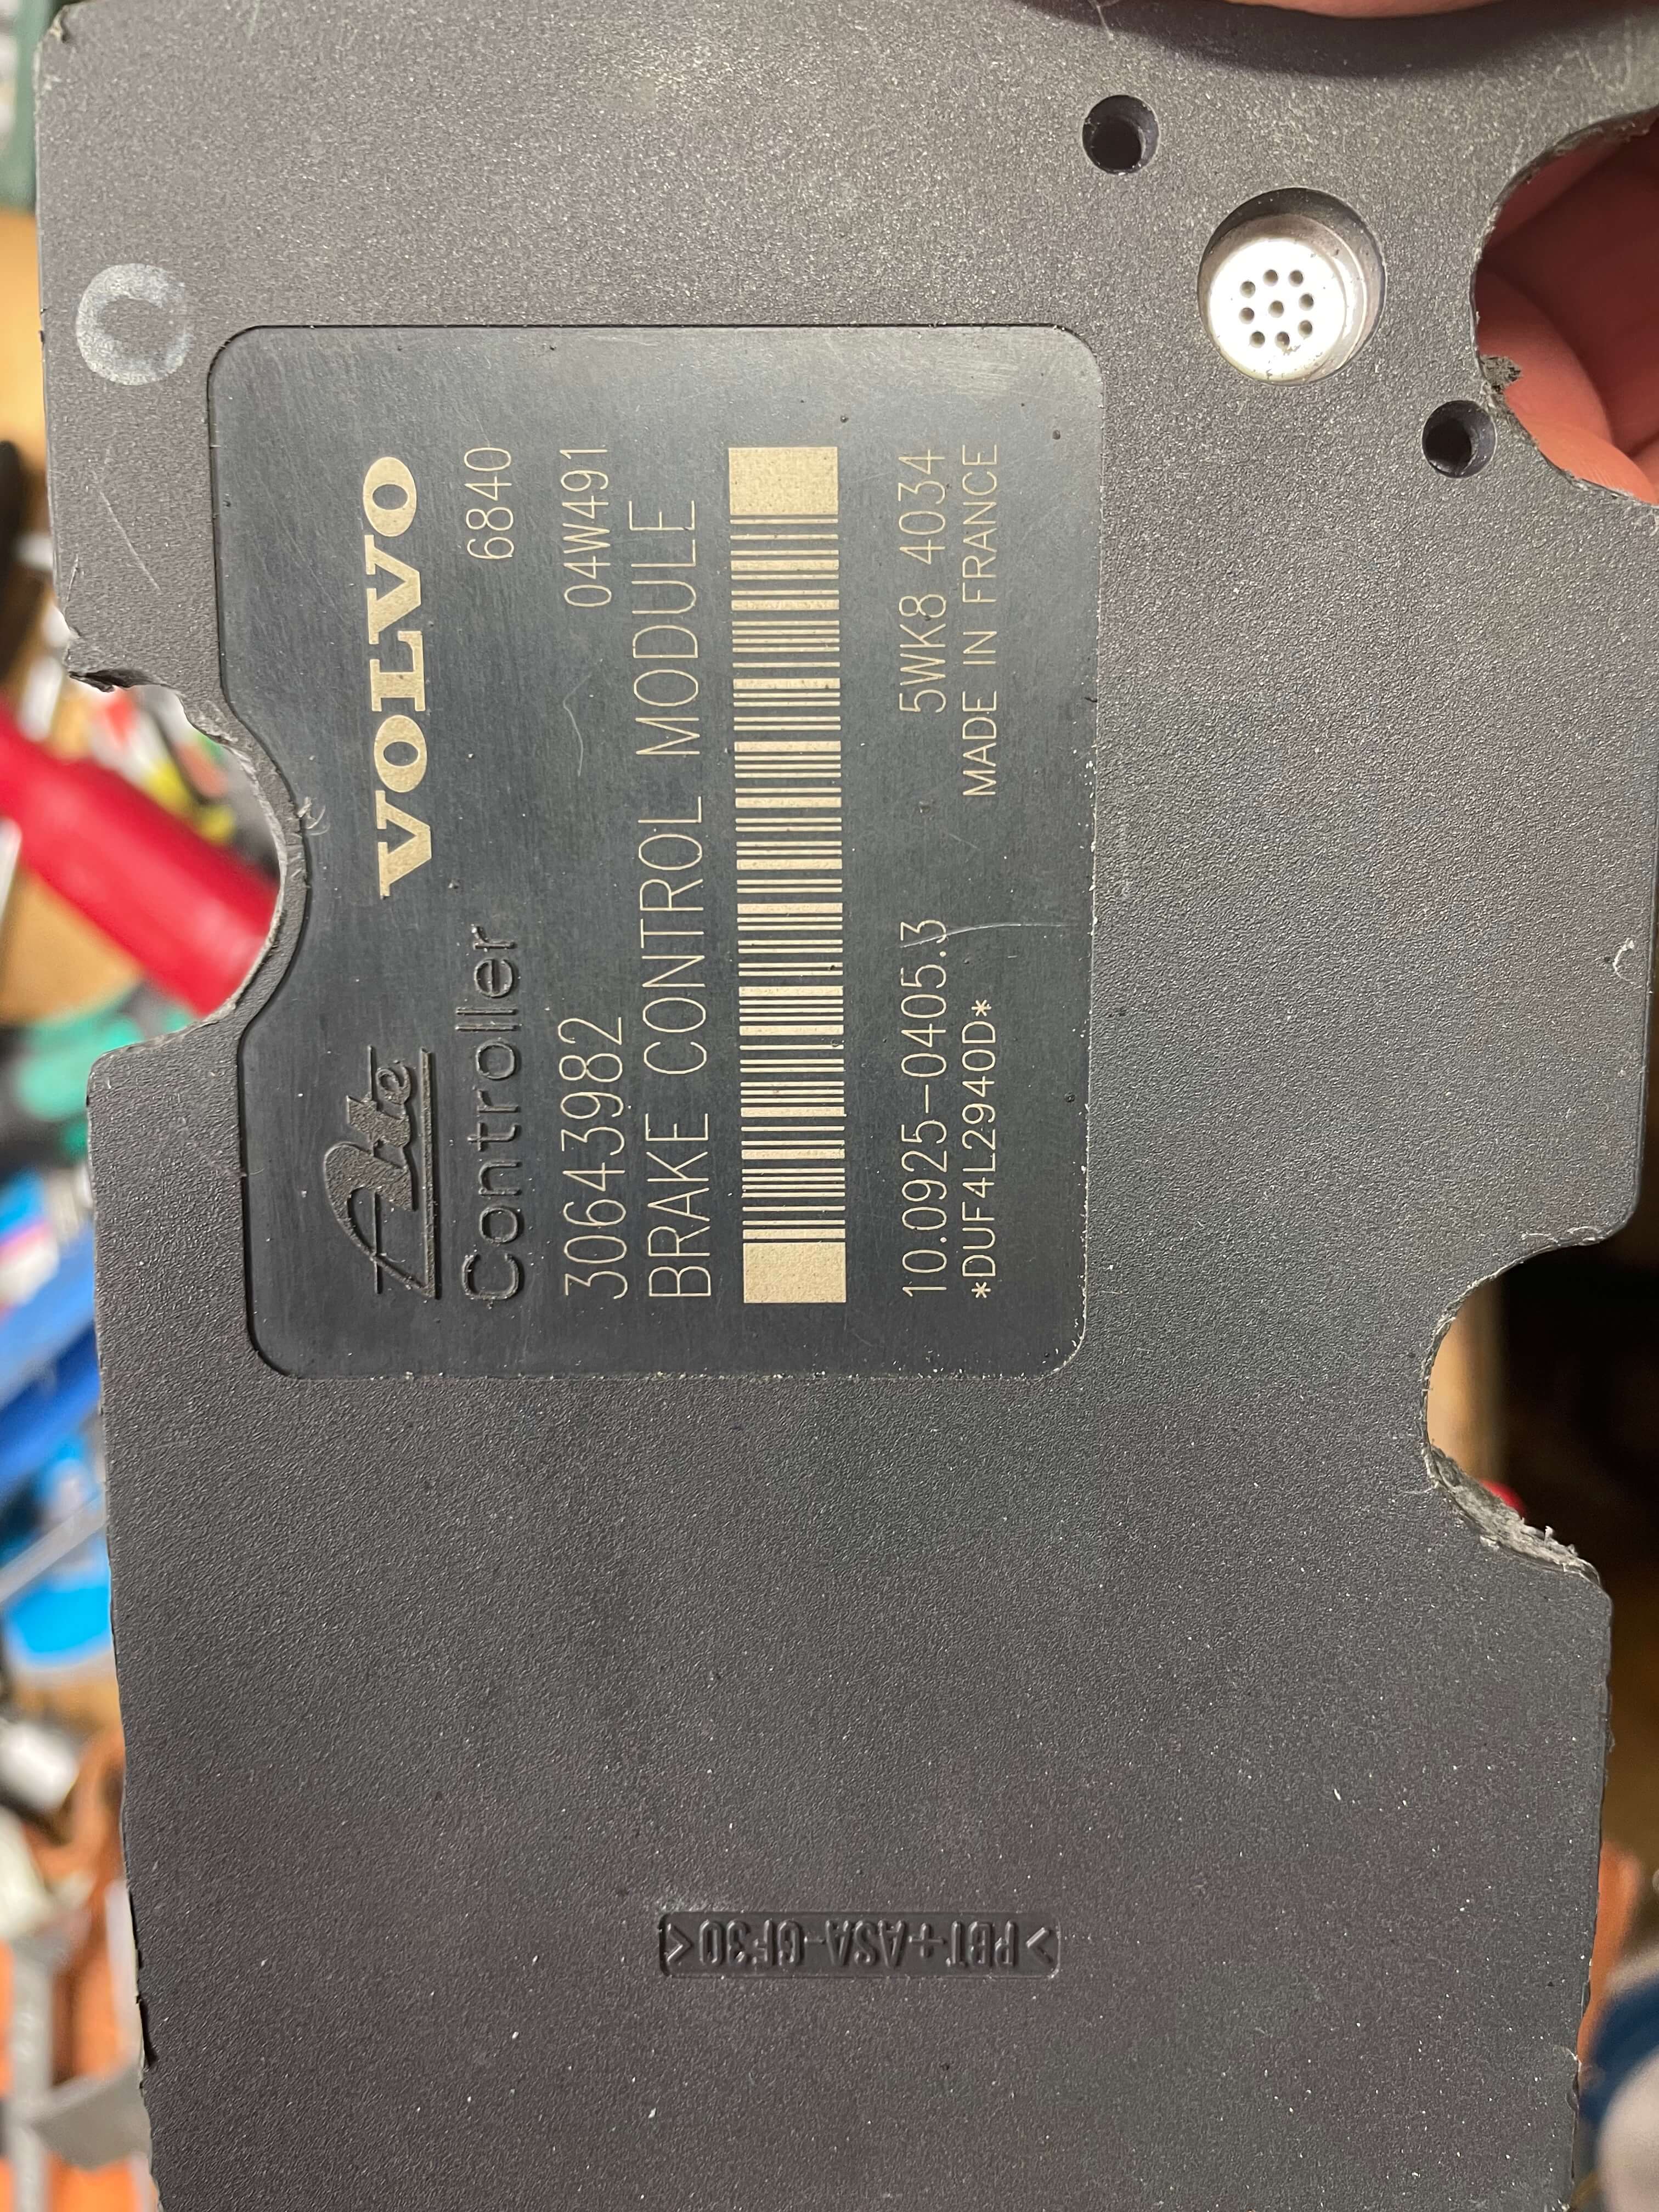 Ate VOLVO
Controller 6840
30643982 04W491
BRAKE CONTROL MODULE
10.0925-0405.3 5WK8 4034
*DUF4L2940D* MADE IN FRANCE
>PBT+ASA-GF30<